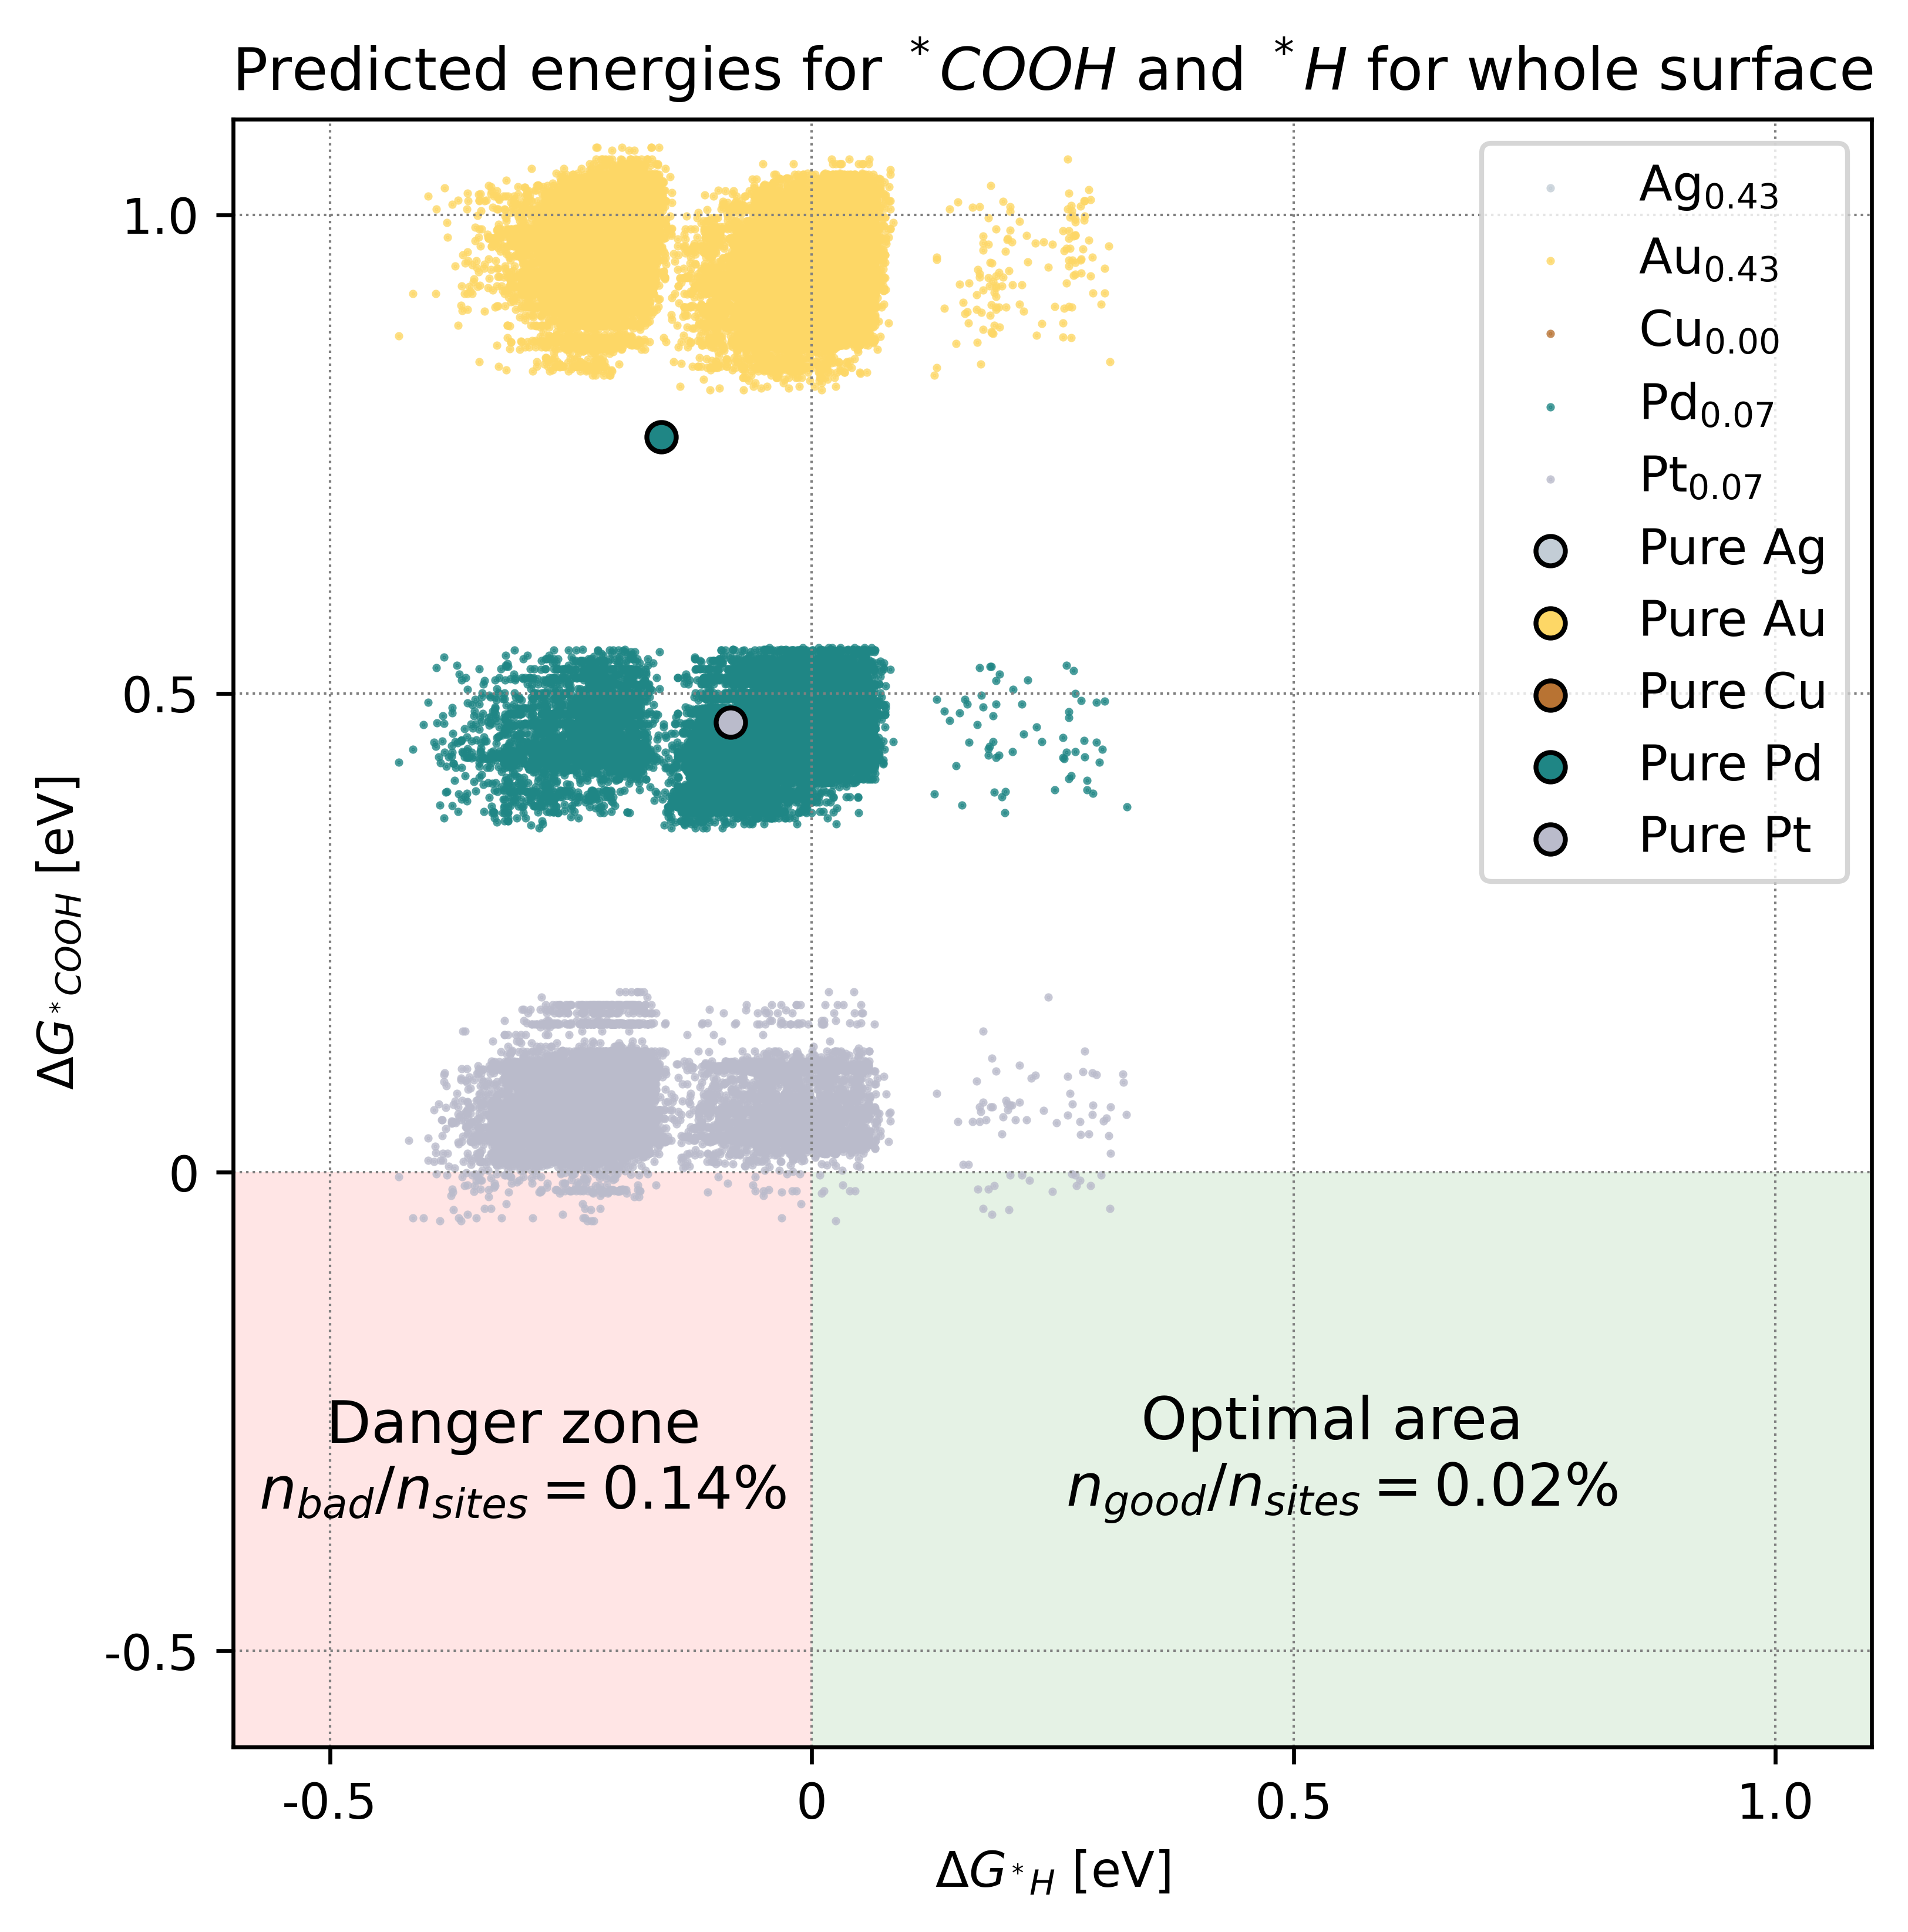 Predicted energies for *COOH and *H for whole surface
1.0
0.5
0
-0.5
ΔG*COOH [eV]
Ag0.43
Au0.43
Cu0.00
Pd0.07
Pt0.07
Pure Ag
Pure Au
Pure Cu
Pure Pd
Pure Pt
Danger zone
nbad/nsites = 0.14%
Optimal area
ngood/nsites = 0.02%
-0.5
0
0.5
1.0
ΔG*H [eV]